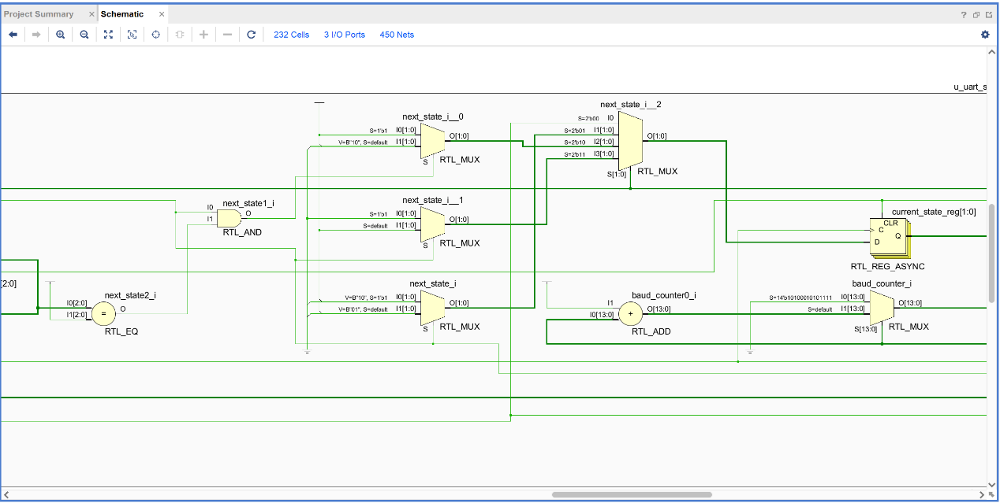 Project Summary
Schematic
232 Cells 3 I/O Ports 450 Nets
u_uart_s
next_state_i__2
S=2'b00 I0
S=2'b01 I1[1:0]
S=2'b10 I2[1:0]
S=2'b11 I3[1:0]
O[1:0]
S[1:0]
RTL_MUX
next_state_i__0
S=1'b1 I0[1:0]
V=B"10", S=default I1[1:0]
O[1:0]
S
RTL_MUX
next_state1_i
I0
I1
O
RTL_AND
next_state_i__1
S=1'b1 I0[1:0]
S=default I1[1:0]
O[1:0]
S
RTL_MUX
current_state_reg[1:0]
CLR
C
D
Q
RTL_REG_ASYNC
[2:0]
next_state2_i
I0[2:0]
I1[2:0]
=
O
RTL_EQ
next_state_i
V=B"10", S=1'b1 I0[1:0]
V=B"01", S=default I1[1:0]
O[1:0]
S
RTL_MUX
baud_counter0_i
I1
I0[13:0]
+
O[13:0]
RTL_ADD
baud_counter_i
S=14'b10100010101111 I0[13:0]
S=default I1[13:0]
O[13:0]
S[13:0]
RTL_MUX